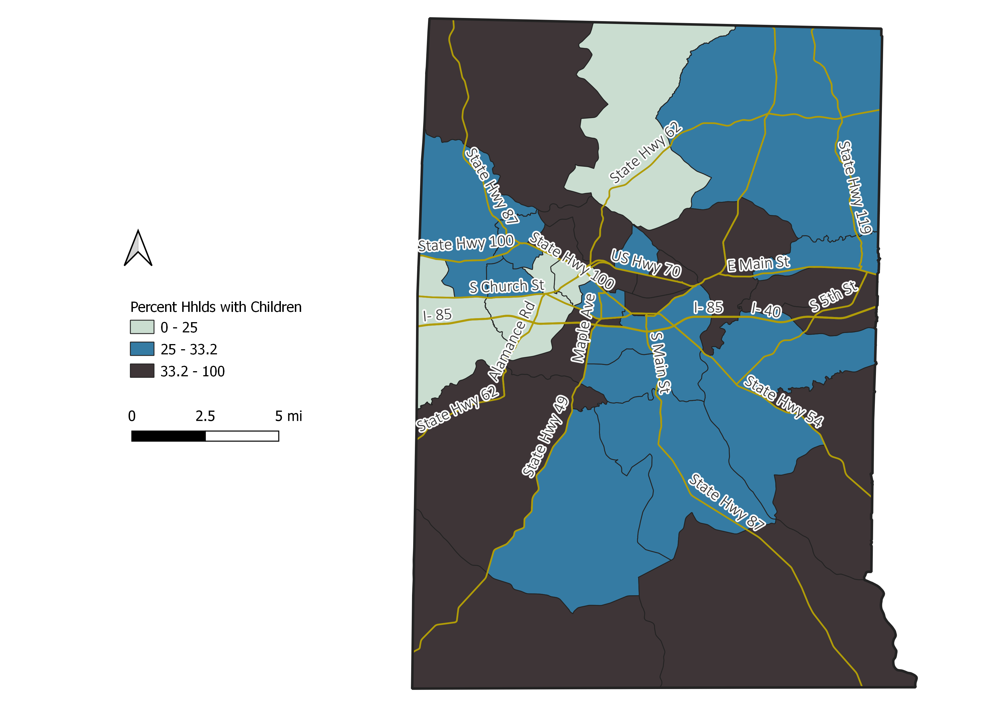 State Hwy 62
State Hwy 119
State Hwy 87
State Hwy 100
State Hwy 100
US Hwy 70
E Main St
S Church St
S 5th St
I- 85
I- 85
I- 40
Alamance Rd
Maple Ave
S Main St
State Hwy 62
State Hwy 49
State Hwy 54
State Hwy 87
Percent Hhlds with Children
0 - 25
25 - 33.2
33.2 - 100
0 2.5 5 mi